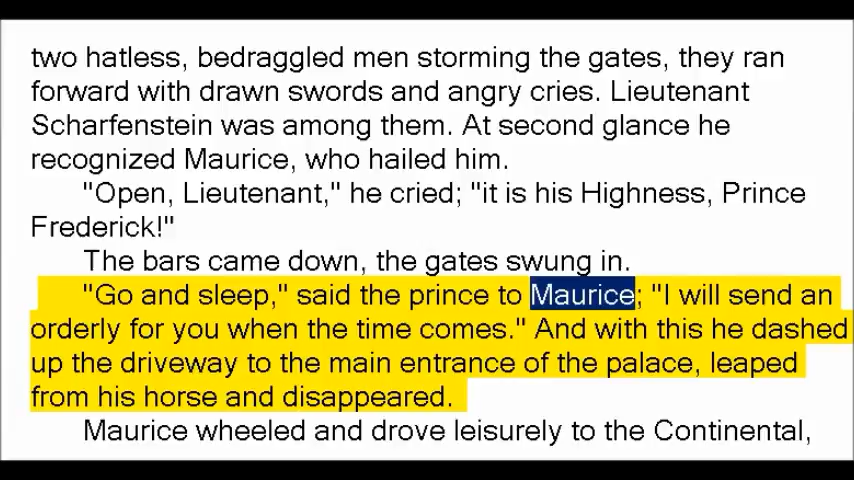 two hatless, bedraggled men storming the gates, they ran
forward with drawn swords and angry cries. Lieutenant
Scharfenstein was among them. At second glance he
recognized Maurice, who hailed him.
"Open, Lieutenant," he cried; "it is his Highness, Prince
Frederick!"
The bars came down, the gates swung in.
"Go and sleep," said the prince to Maurice; "I will send an
orderly for you when the time comes." And with this he dashed
up the driveway to the main entrance of the palace, leaped
from his horse and disappeared.
Maurice wheeled and drove leisurely to the Continental,